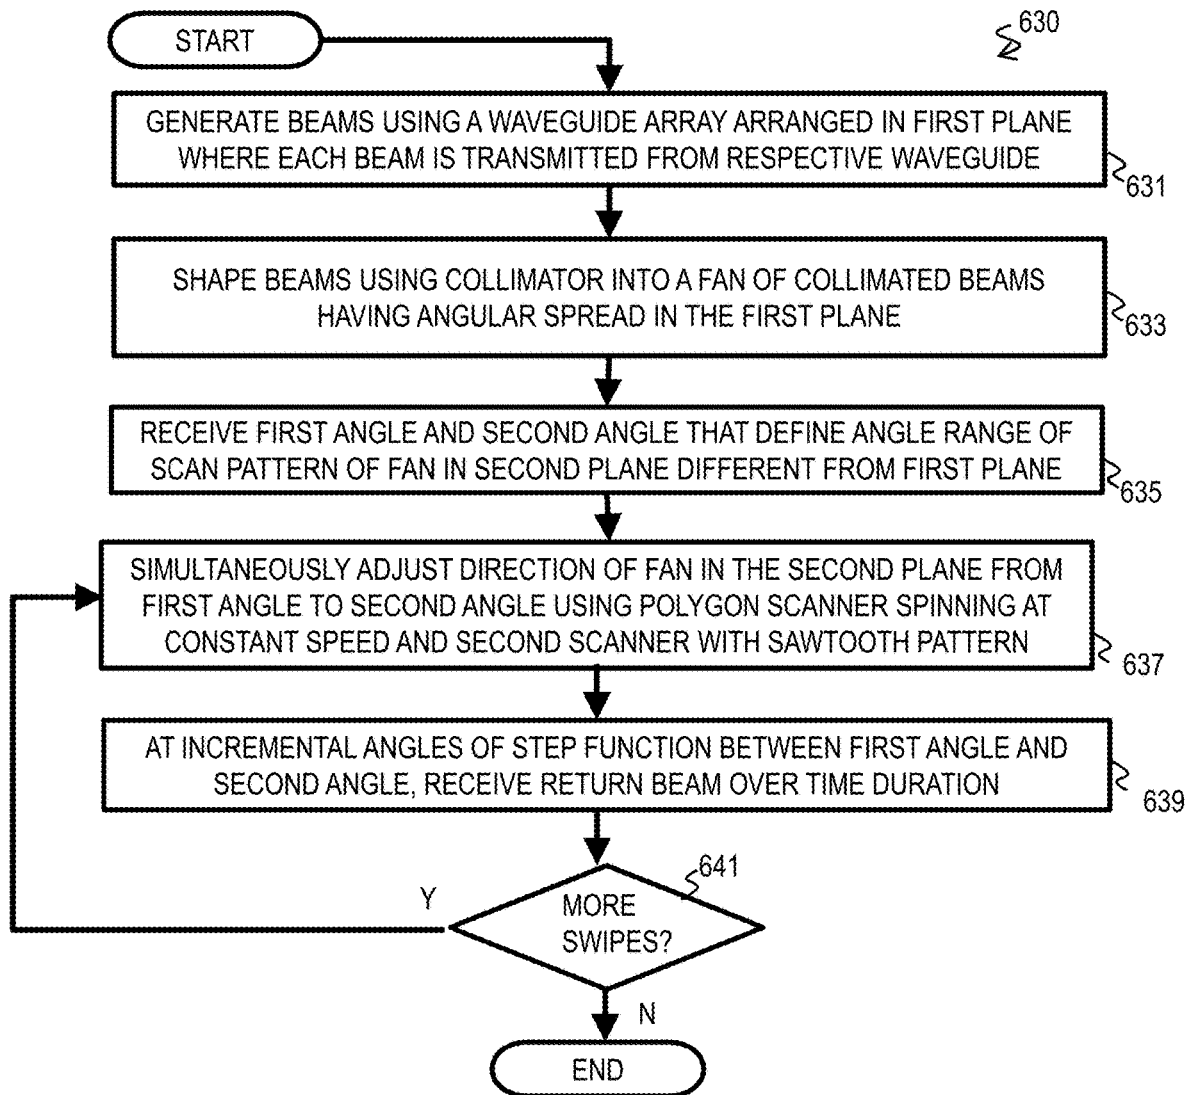 START
630
GENERATE BEAMS USING A WAVEGUIDE ARRAY ARRANGED IN FIRST PLANE
WHERE EACH BEAM IS TRANSMITTED FROM RESPECTIVE WAVEGUIDE
631
SHAPE BEAMS USING COLLIMATOR INTO A FAN OF COLLIMATED BEAMS
HAVING ANGULAR SPREAD IN THE FIRST PLANE
633
RECEIVE FIRST ANGLE AND SECOND ANGLE THAT DEFINE ANGLE RANGE OF
SCAN PATTERN OF FAN IN SECOND PLANE DIFFERENT FROM FIRST PLANE
635
SIMULTANEOUSLY ADJUST DIRECTION OF FAN IN THE SECOND PLANE FROM
FIRST ANGLE TO SECOND ANGLE USING POLYGON SCANNER SPINNING AT
CONSTANT SPEED AND SECOND SCANNER WITH SAWTOOTH PATTERN
637
AT INCREMENTAL ANGLES OF STEP FUNCTION BETWEEN FIRST ANGLE AND
SECOND ANGLE, RECEIVE RETURN BEAM OVER TIME DURATION
639
641
Y
MORE
SWIPES?
N
END